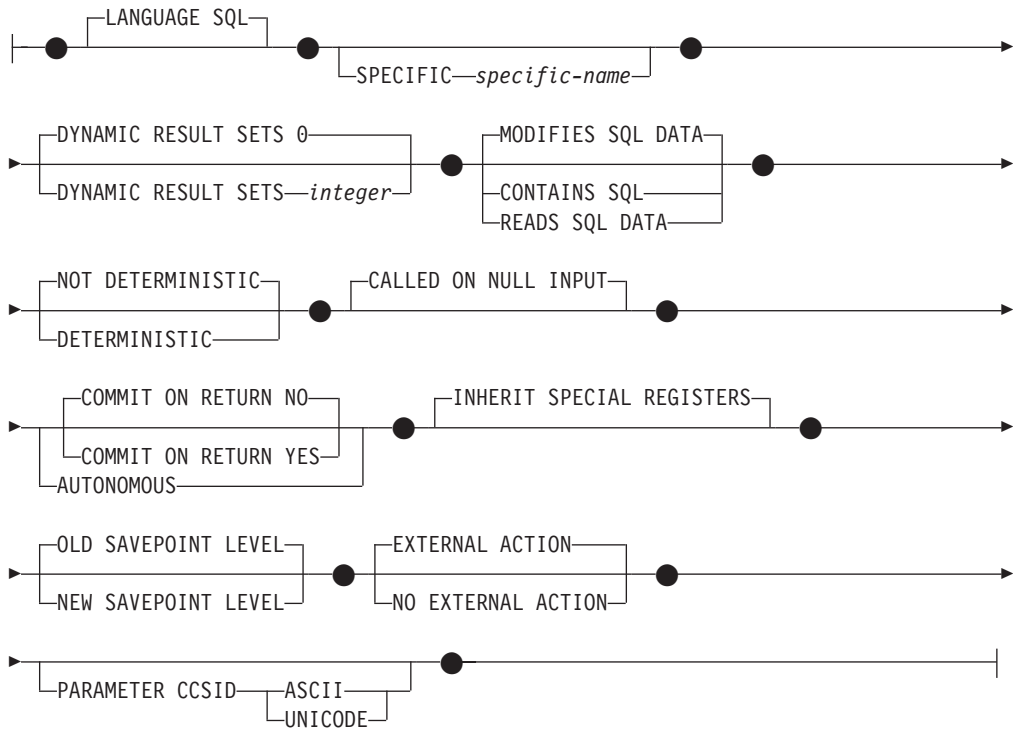 LANGUAGE SQL
SPECIFIC specific-name
DYNAMIC RESULT SETS 0
DYNAMIC RESULT SETS integer
MODIFIES SQL DATA
CONTAINS SQL
READS SQL DATA
NOT DETERMINISTIC
DETERMINISTIC
CALLED ON NULL INPUT
COMMIT ON RETURN NO
COMMIT ON RETURN YES
AUTONOMOUS
INHERIT SPECIAL REGISTERS
OLD SAVEPOINT LEVEL
NEW SAVEPOINT LEVEL
EXTERNAL ACTION
NO EXTERNAL ACTION
PARAMETER CCSID
ASCII
UNICODE